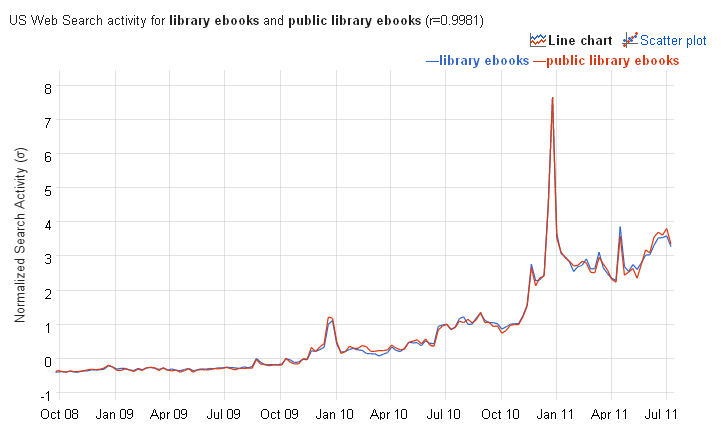 US Web Search activity for library ebooks and public library ebooks (r=0.9981)
Line chart Scatter plot
library ebooks public library ebooks
Normalized Search Activity (σ)
8
7
6
5
4
3
2
1
0
-1
Oct 08 Jan 09 Apr 09 Jul 09 Oct 09 Jan 10 Apr 10 Jul 10 Oct 10 Jan 11 Apr 11 Jul 11